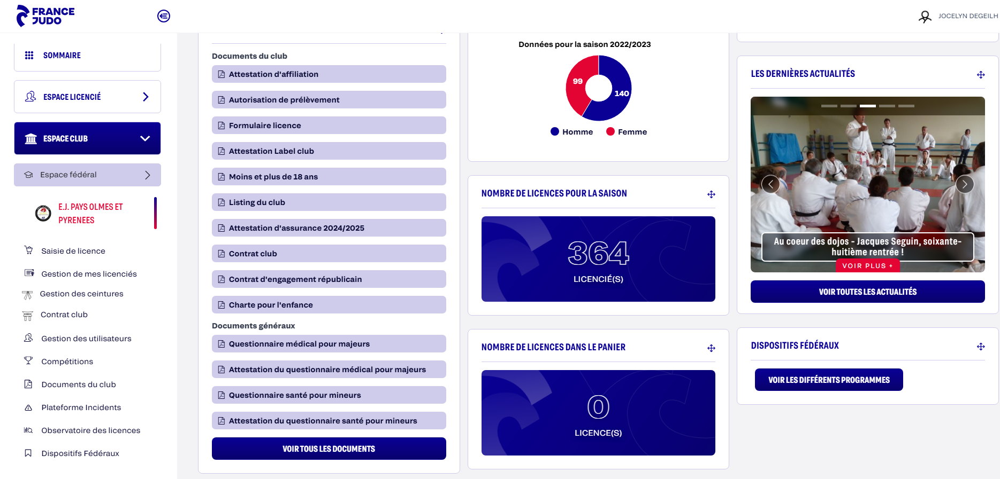 FRANCE
JUDO
JOCELYN DEGEILH
SOMMAIRE
ESPACE LICENCIÉ
ESPACE CLUB
Espace fédéral
E.J. PAYS OLMES ET
PYRENEES
Saisie de licence
Gestion de mes licenciés
Gestion des ceintures
Contrat club
Gestion des utilisateurs
Compétitions
Documents du club
Plateforme Incidents
Observatoire des licences
Dispositifs Fédéraux
Documents du club
Attestation d'affiliation
Autorisation de prélèvement
Formulaire licence
Attestation Label club
Moins et plus de 18 ans
Listing du club
Attestation d'assurance 2024/2025
Contrat club
Contrat d'engagement républicain
Charte pour l'enfance
Documents généraux
Questionnaire médical pour majeurs
Attestation du questionnaire médical pour majeurs
Questionnaire santé pour mineurs
Attestation du questionnaire santé pour mineurs
VOIR TOUS LES DOCUMENTS
Données pour la saison 2022/2023
99
140
Homme
Femme
NOMBRE DE LICENCES POUR LA SAISON
364
LICENCIÉ(S)
NOMBRE DE LICENCES DANS LE PANIER
0
LICENCE(S)
LES DERNIÈRES ACTUALITÉS
Au coeur des dojos - Jacques Seguin, soixante-
huitième rentrée !
VOIR PLUS +
VOIR TOUTES LES ACTUALITÉS
DISPOSITIFS FÉDÉRAUX
VOIR LES DIFFÉRENTS PROGRAMMES